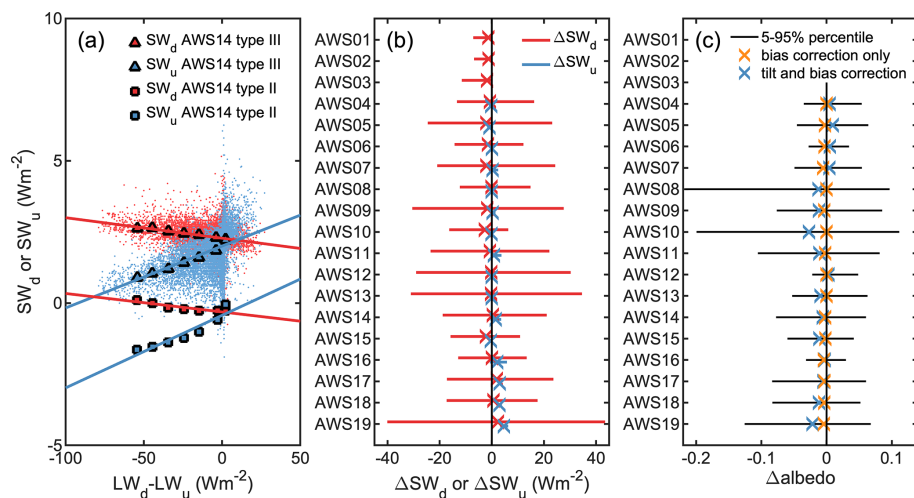 (a)
SWd AWS14 type III
SWu AWS14 type III
SWd AWS14 type II
SWu AWS14 type II
10
5
0
-5
-100
-50
0
50
SWd or SWu (Wm-2)
LWd-LWu (Wm-2)
(b)
ΔSWd
ΔSWu
AWS01
AWS02
AWS03
AWS04
AWS05
AWS06
AWS07
AWS08
AWS09
AWS10
AWS11
AWS12
AWS13
AWS14
AWS15
AWS16
AWS17
AWS18
AWS19
-40
-20
0
20
40
ΔSWd or ΔSWu (Wm-2)
(c)
5-95% percentile
bias correction only
tilt and bias correction
AWS01
AWS02
AWS03
AWS04
AWS05
AWS06
AWS07
AWS08
AWS09
AWS10
AWS11
AWS12
AWS13
AWS14
AWS15
AWS16
AWS17
AWS18
AWS19
-0.2
-0.1
0
0.1
Δalbedo